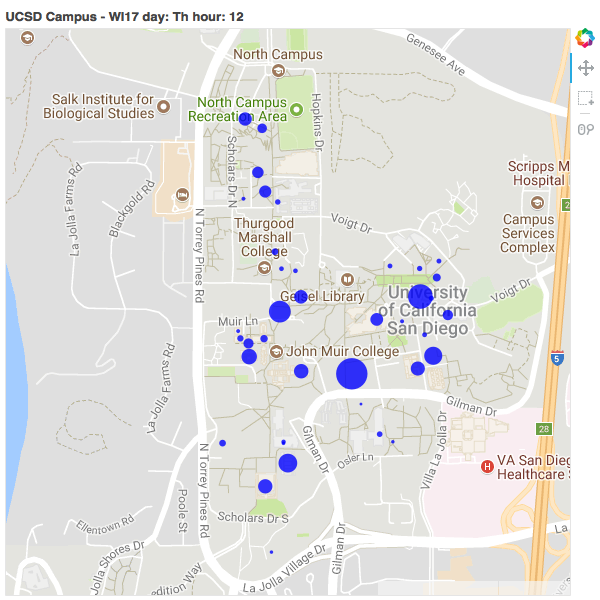 UCSD Campus - WI17 day: Th hour: 12
Genesee Ave
North Campus
Salk Institute for
Biological Studies
North Campus
Recreation Area
Hopkins Dr
Scholars Dr N
Scripps M
Hospital
La Jolla Farms Rd
Blackgold Rd
N Torrey Pines Rd
Thurgood
Marshall
College
Voigt Dr
Campus
Services
Complex
2
Geisel Library
University
of California
San Diego
Voigt Dr
Muir Ln
John Muir College
La Jolla Farms Rd
5
Gilman Dr
28
N Torrey Pines Rd
Gilman Dr
Osler Ln
Villa La Jolla Dr
H
VA San Dieg
Healthcare
Poole St
Ellentown Rd
Scholars Dr S
La Jolla Shores Dr
Gilman Dr
La
edition Way
La Jolla Village Dr